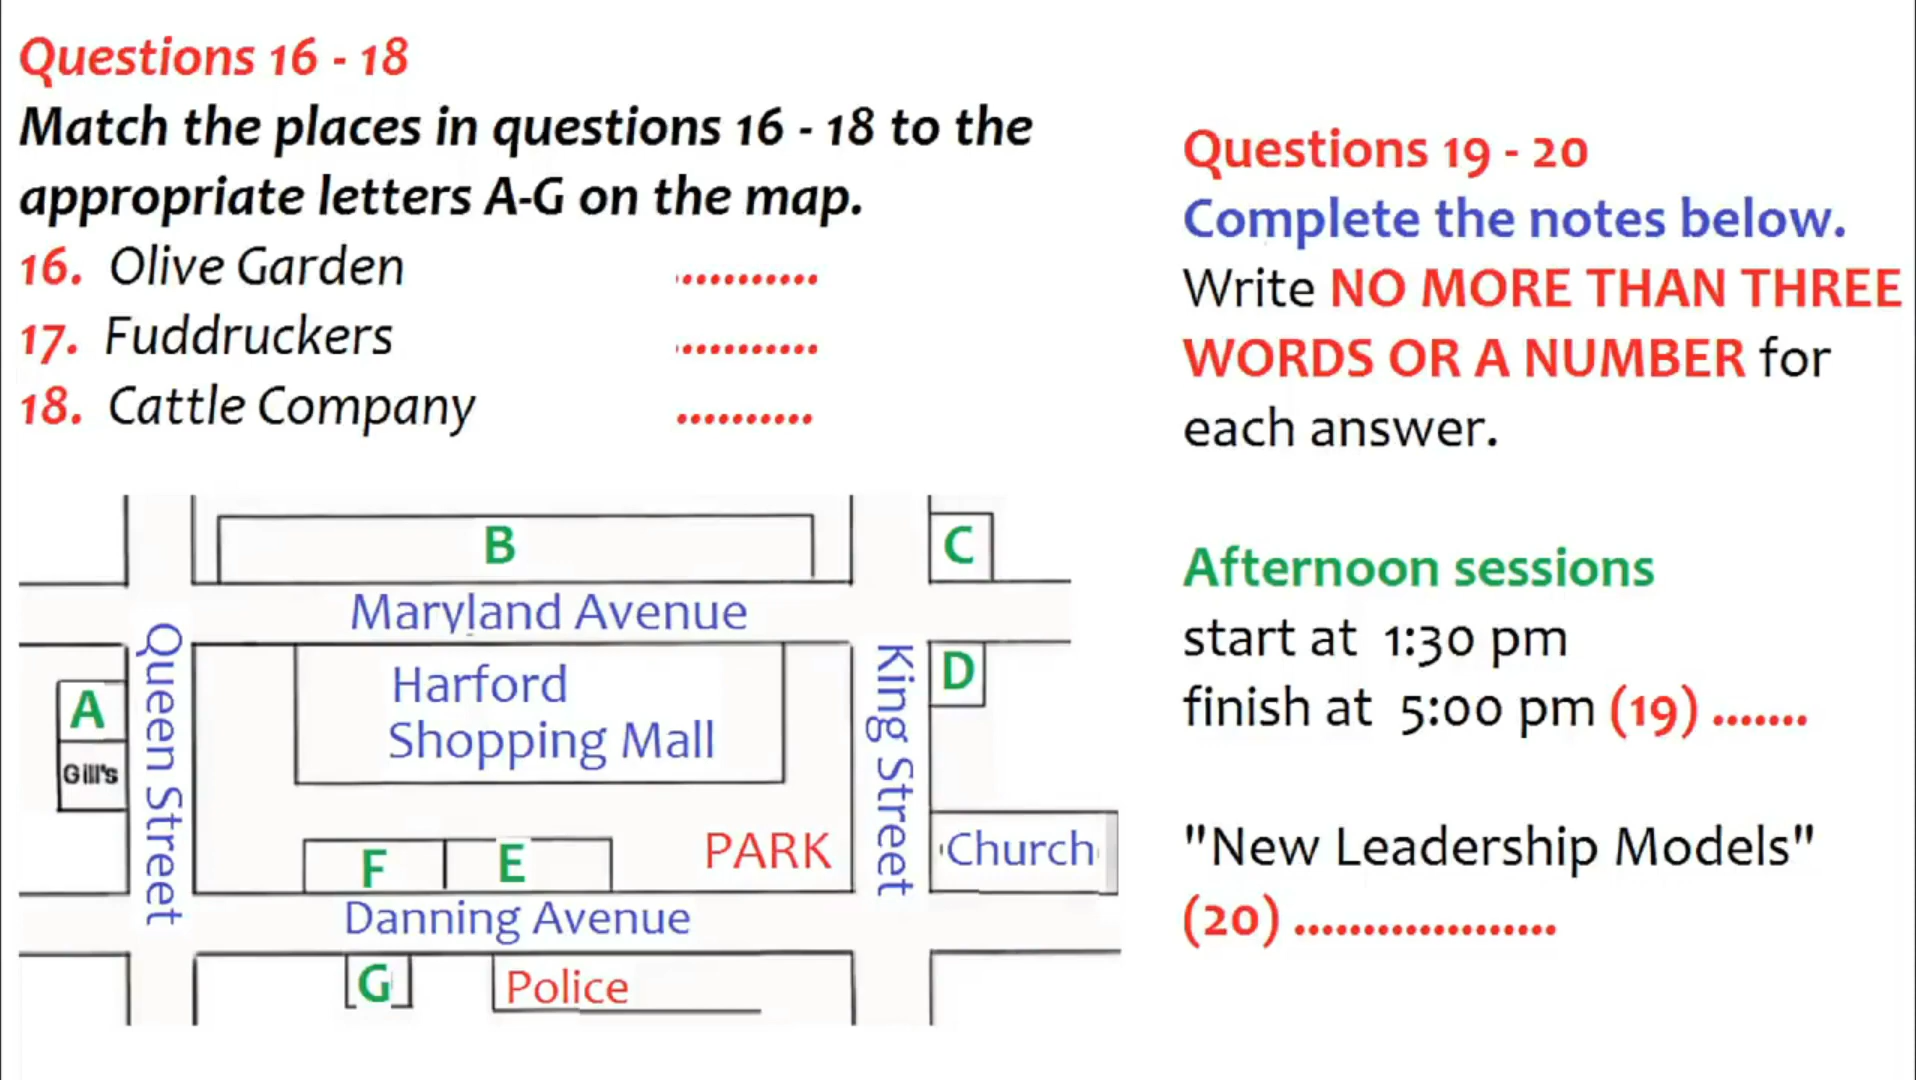 Questions 16 - 18
Match the places in questions 16 - 18 to the
appropriate letters A-G on the map.
16. Olive Garden ..........
17. Fuddruckers ..........
18. Cattle Company ..........
B
C
Maryland Avenue
Queen Street
Harford
Shopping Mall
King Street
D
A
Gill's
F
E
PARK
Church
Danning Avenue
G
Police
Questions 19 - 20
Complete the notes below.
Write NO MORE THAN THREE
WORDS OR A NUMBER for
each answer.
Afternoon sessions
start at 1:30 pm
finish at 5:00 pm (19) .......
"New Leadership Models"
(20) ...................